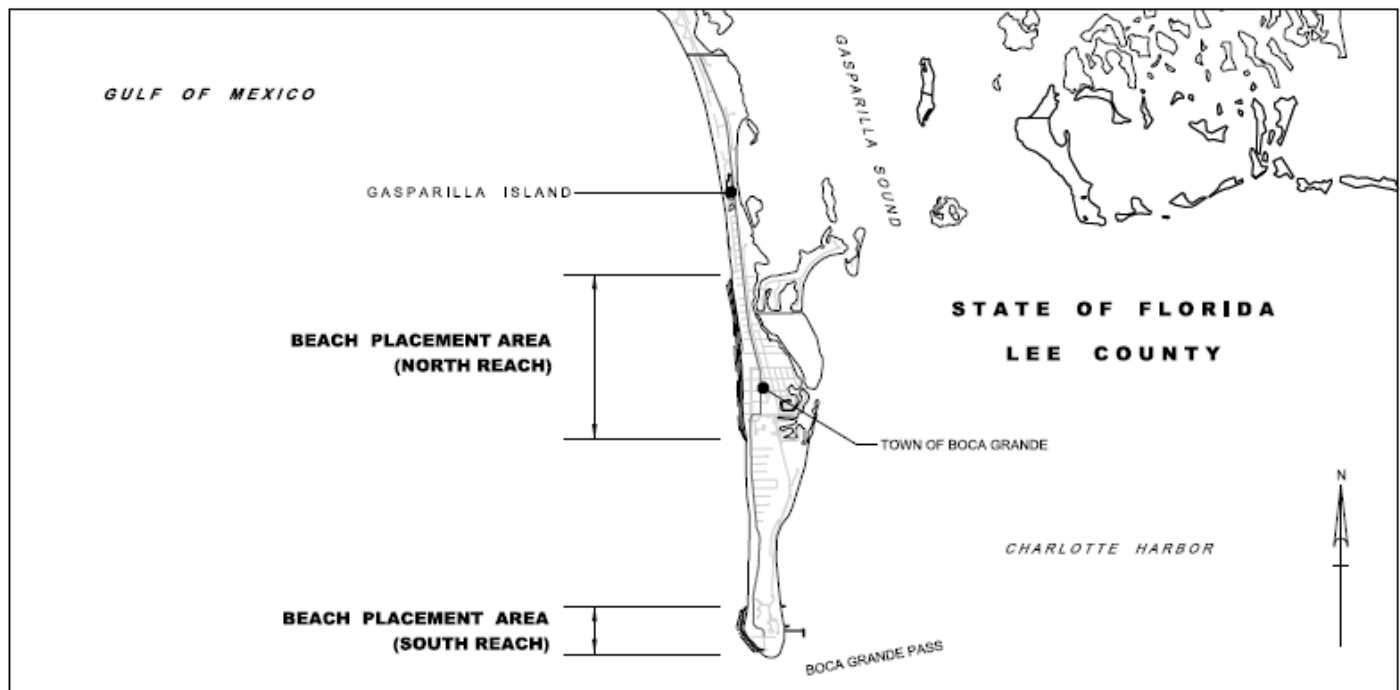 GULF OF MEXICO
GASPARILLA SOUND
GASPARILLA ISLAND
BEACH PLACEMENT AREA
(NORTH REACH)
STATE OF FLORIDA
LEE COUNTY
TOWN OF BOCA GRANDE
N
CHARLOTTE HARBOR
BEACH PLACEMENT AREA
(SOUTH REACH)
BOCA GRANDE PASS